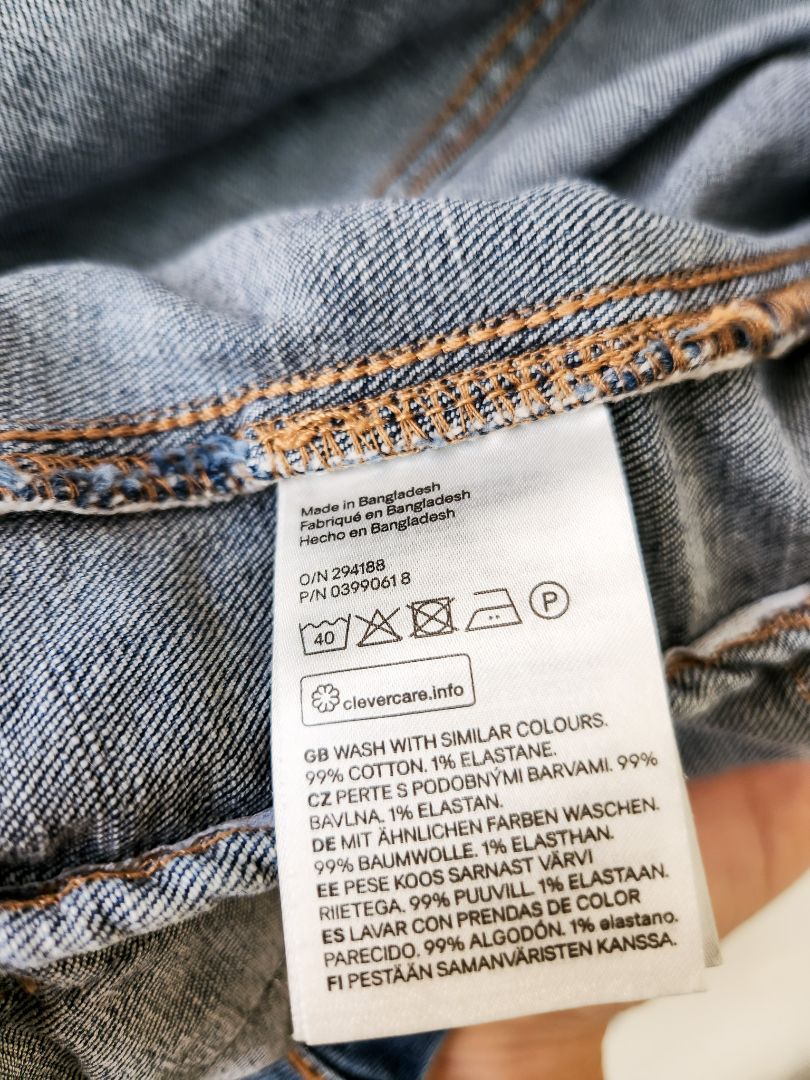 Made in Bangladesh
Fabriqué en Bangladesh
Hecho en Bangladesh
O/N 294188
P/N 0399061 8
40 P
clevercare.info
GB WASH WITH SIMILAR COLOURS.
99% COTTON. 1% ELASTANE.
CZ PERTE S PODOBNÝMI BARVAMI. 99%
BAVLNA. 1% ELASTAN.
DE MIT ÄHNLICHEN FARBEN WASCHEN.
99% BAUMWOLLE. 1% ELASTHAN.
EE PESE KOOS SARNAST VÄRVI
RIIETEGA. 99% PUUVILL. 1% ELASTAAN.
ES LAVAR CON PRENDAS DE COLOR
PARECIDO. 99% ALGODÓN. 1% elastano.
FI PESTÄÄN SAMANVÄRISTEN KANSSA.